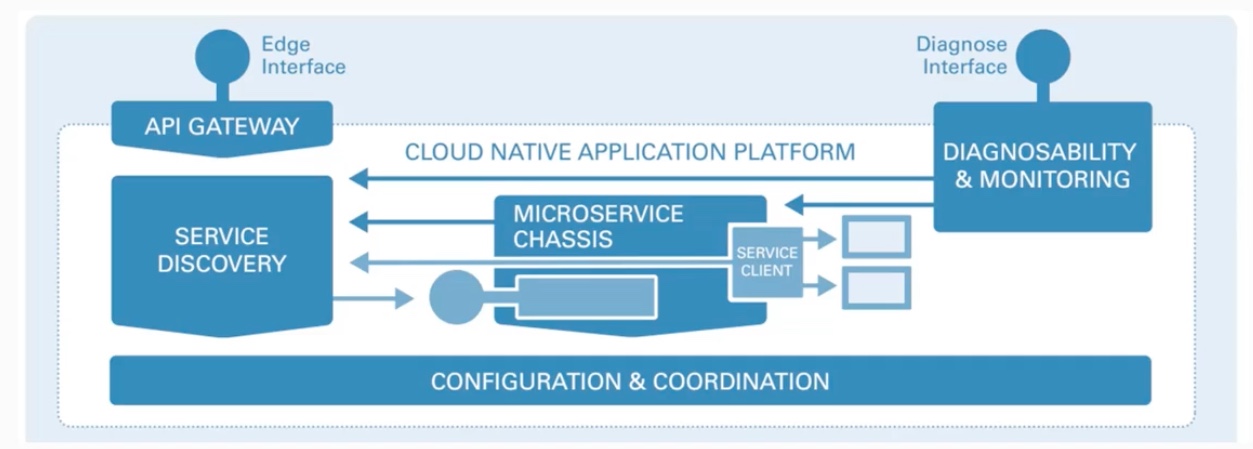 Edge
Interface
Diagnose
Interface
API GATEWAY
CLOUD NATIVE APPLICATION PLATFORM
DIAGNOSABILITY
& MONITORING
SERVICE
DISCOVERY
MICROSERVICE
CHASSIS
SERVICE
CLIENT
CONFIGURATION & COORDINATION